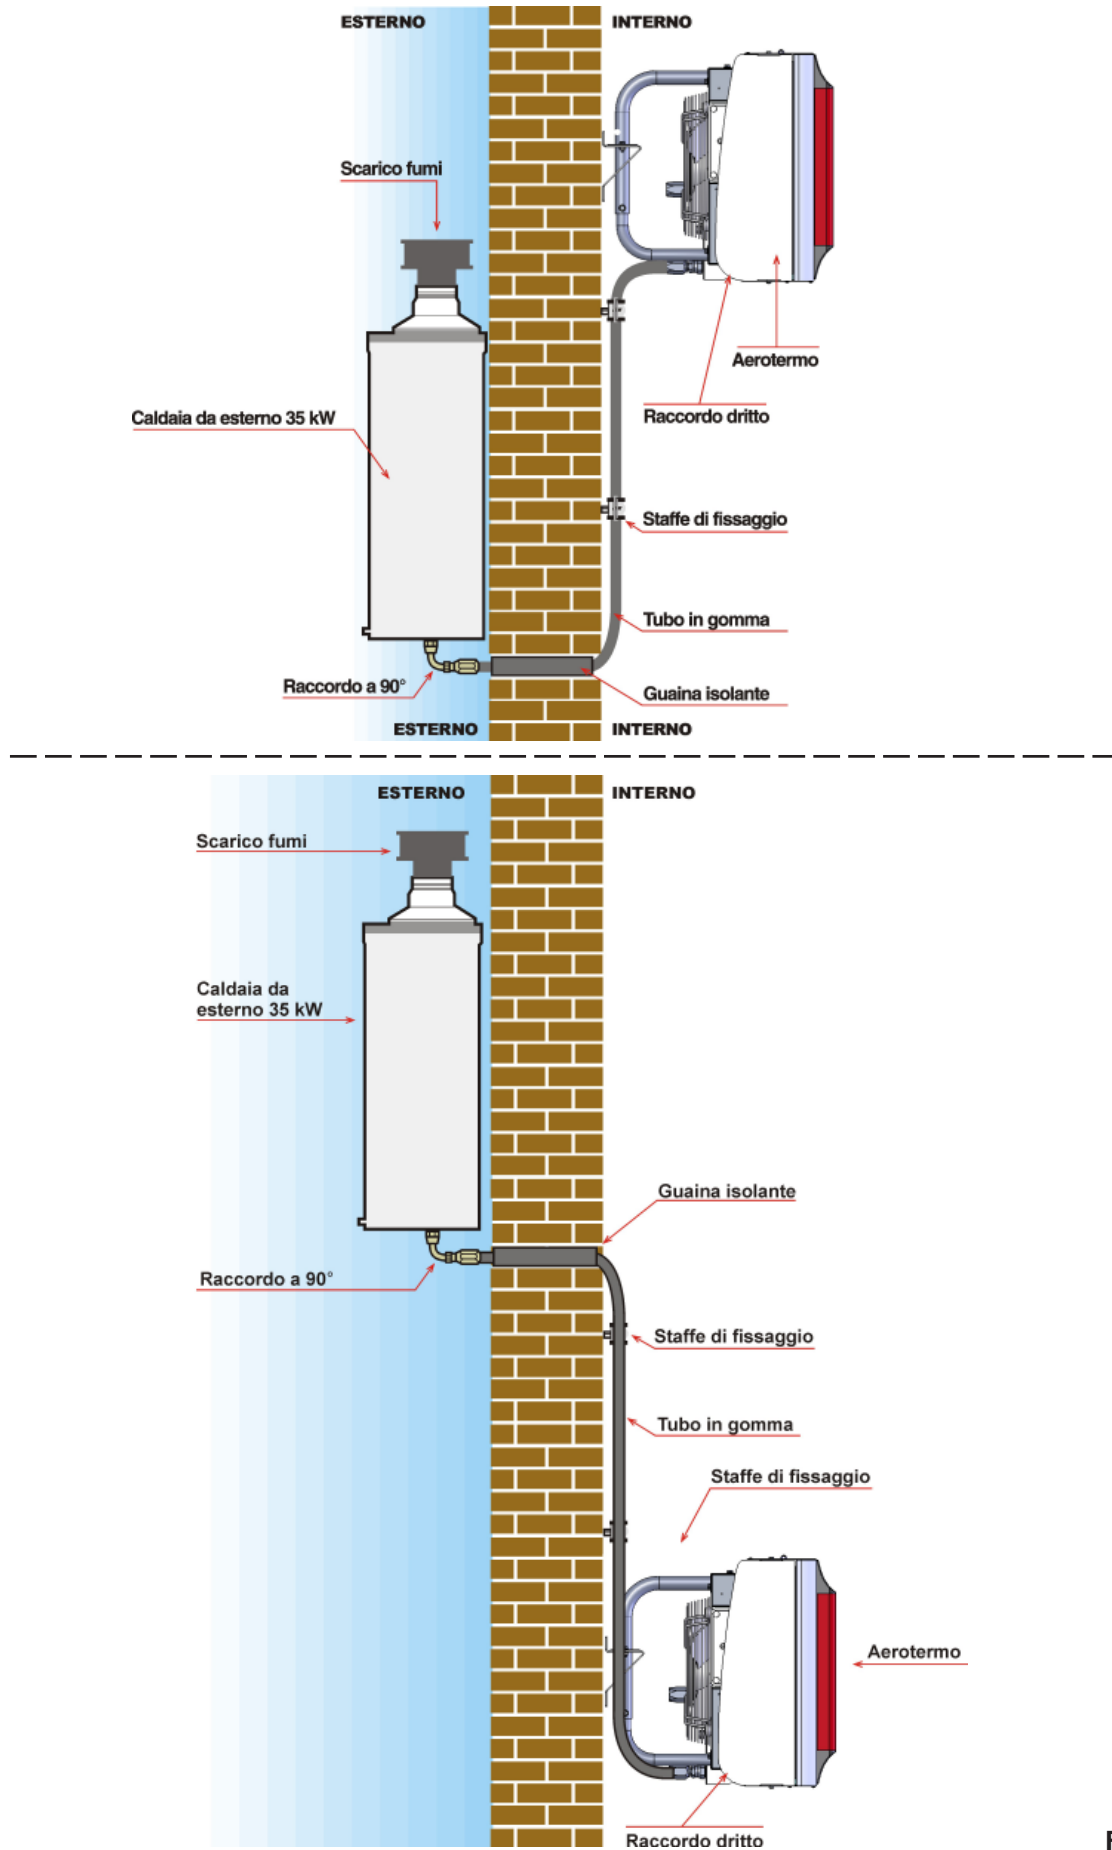 ESTERNO
INTERNO
Scarico fumi
Aerotermo
Raccordo dritto
Caldaia da esterno 35 kW
Staffe di fissaggio
Tubo in gomma
Raccordo a 90°
Guaina isolante
ESTERNO
INTERNO
ESTERNO
INTERNO
Scarico fumi
Caldaia da
esterno 35 kW
Guaina isolante
Raccordo a 90°
Staffe di fissaggio
Tubo in gomma
Staffe di fissaggio
Aerotermo
Raccordo dritto